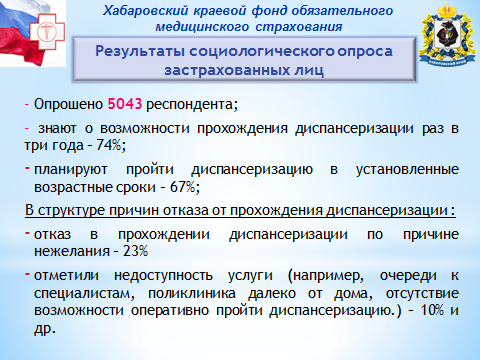 Хабаровский краевой фонд обязательного
медицинского страхования
Результаты социологического опроса
застрахованных лиц
- Опрошено 5043 респондента;
- знают о возможности прохождения диспансеризации раз в
три года – 74%;
- планируют пройти диспансеризацию в установленные
возрастные сроки – 67%;
В структуре причин отказа от прохождения диспансеризации :
- отказ в прохождении диспансеризации по причине
нежелания – 23%
- отметили недоступность услуги (например, очереди к
специалистам, поликлиника далеко от дома, отсутствие
возможности оперативно пройти диспансеризацию.) – 10% и
др.